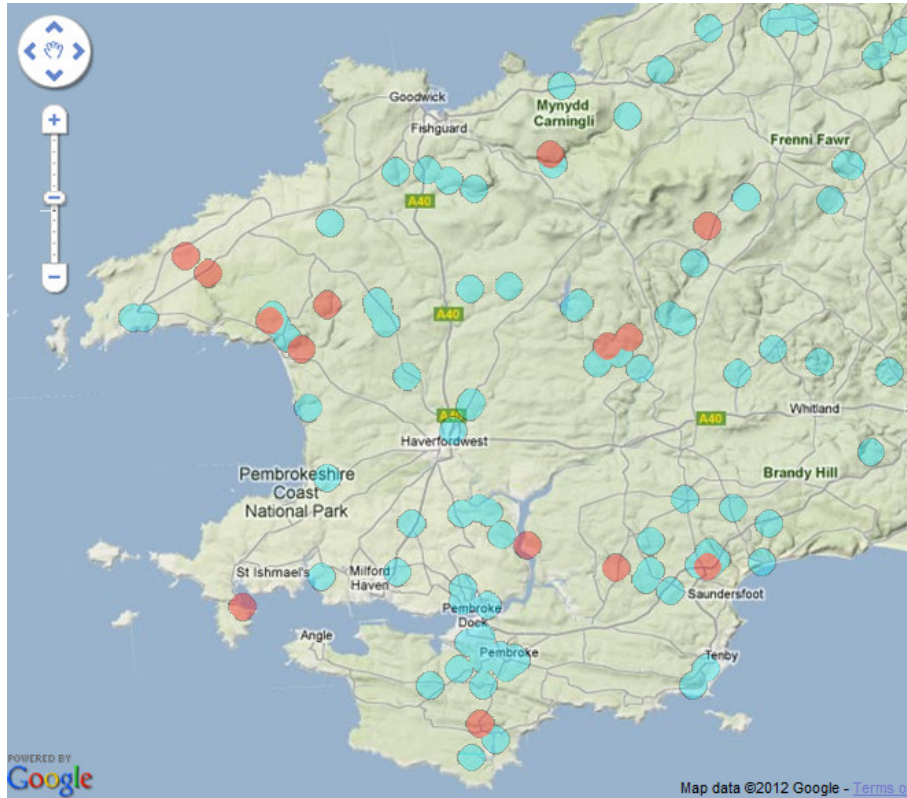 Goodwick
Fishguard
Mynydd
Carningli
Frenni Fawr
A40
A40
A40
A40
Whitland
Haverfordwest
Brandy Hill
Pembrokeshire
Coast
National Park
St Ishmael's
Milford
Haven
Saundersfoot
Pembroke
Dock
Angle
Pembroke
Tenby
POWERED BY
Google
Map data ©2012 Google - Terms o